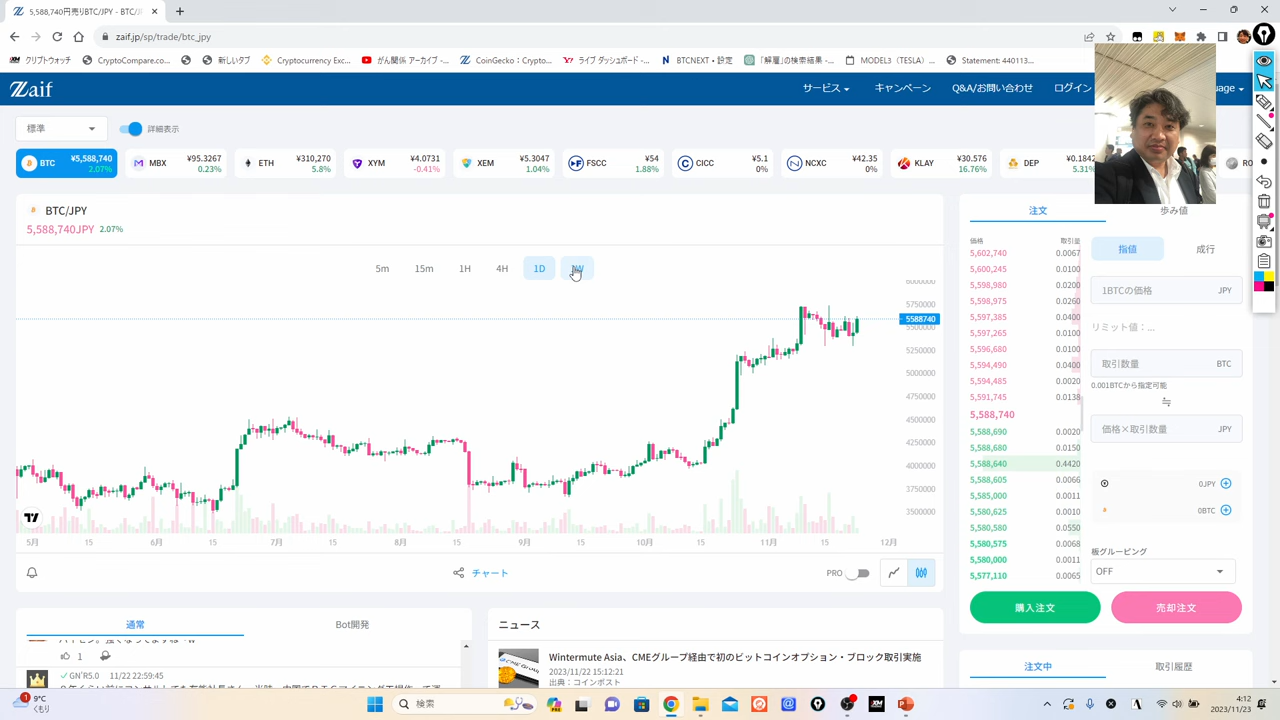 5,588,740円売りBTC/JPY - BTC/JP
zaif.jp/sp/trade/btc_jpy
クリプトウォッチ CryptoCompare.co... 新しいタブ Cryptocurrency Exc... がん関係 アーカイブ -... CoinGecko : Crypto... ライブ ダッシュボード -... BTCNEXT • 設定 「解雇」の検索結果 -... MODEL3（TESLA）... Statement: 440113...
Zaif
サービス キャンペーン Q&A/お問い合わせ ログイン
標準 詳細表示
BTC ¥5,588,740 2.07%
MBX ¥95.3267 0.23%
ETH ¥310,270 5.8%
XYM ¥4.0731 -0.41%
XEM ¥5.3047 1.04%
FSCC ¥54 1.88%
CICC ¥5.1 0%
NCXC ¥42.35 0%
KLAY ¥30.576 16.76%
DEP ¥0.1842 5.31%
BTC/JPY
5,588,740JPY 2.07%
5m 15m 1H 4H 1D
6000000
5750000
5588740
5500000
5250000
5000000
4750000
4500000
4250000
4000000
3750000
3500000
5月 15 6月 15 7月 15 8月 15 9月 15 10月 15 11月 15 12月
チャート
PRO
注文 歩み値
価格 取引量
5,602,740 0.0067
5,600,245 0.0100
5,598,980 0.0200
5,598,975 0.0260
5,597,385 0.0400
5,597,265 0.0100
5,596,680 0.0100
5,594,490 0.0400
5,594,485 0.0020
5,591,745 0.0138
5,588,740
5,588,690 0.0020
5,588,680 0.0150
5,588,640 0.4420
5,588,605 0.0066
5,585,000 0.0011
5,580,625 0.0010
5,580,580 0.0550
5,580,575 0.0068
5,580,000 0.0011
5,577,110 0.0065
指値 成行
1BTCの価格 JPY
リミット値：...
取引数量 BTC
0.001BTCから指定可能
価格×取引数量 JPY
0JPY
0BTC
板グルーピング
OFF
購入注文 売却注文
注文中 取引履歴
通常 Bot開発
1
GN'R5.0 11/22 22:59:45
ニュース
Wintermute Asia、CMEグループ経由で初のビットコインオプション・ブロック取引実施
2023/11/22 15:12:21
出典：コインポスト
1
9°C
くもり
検索
4:12
2023/11/23